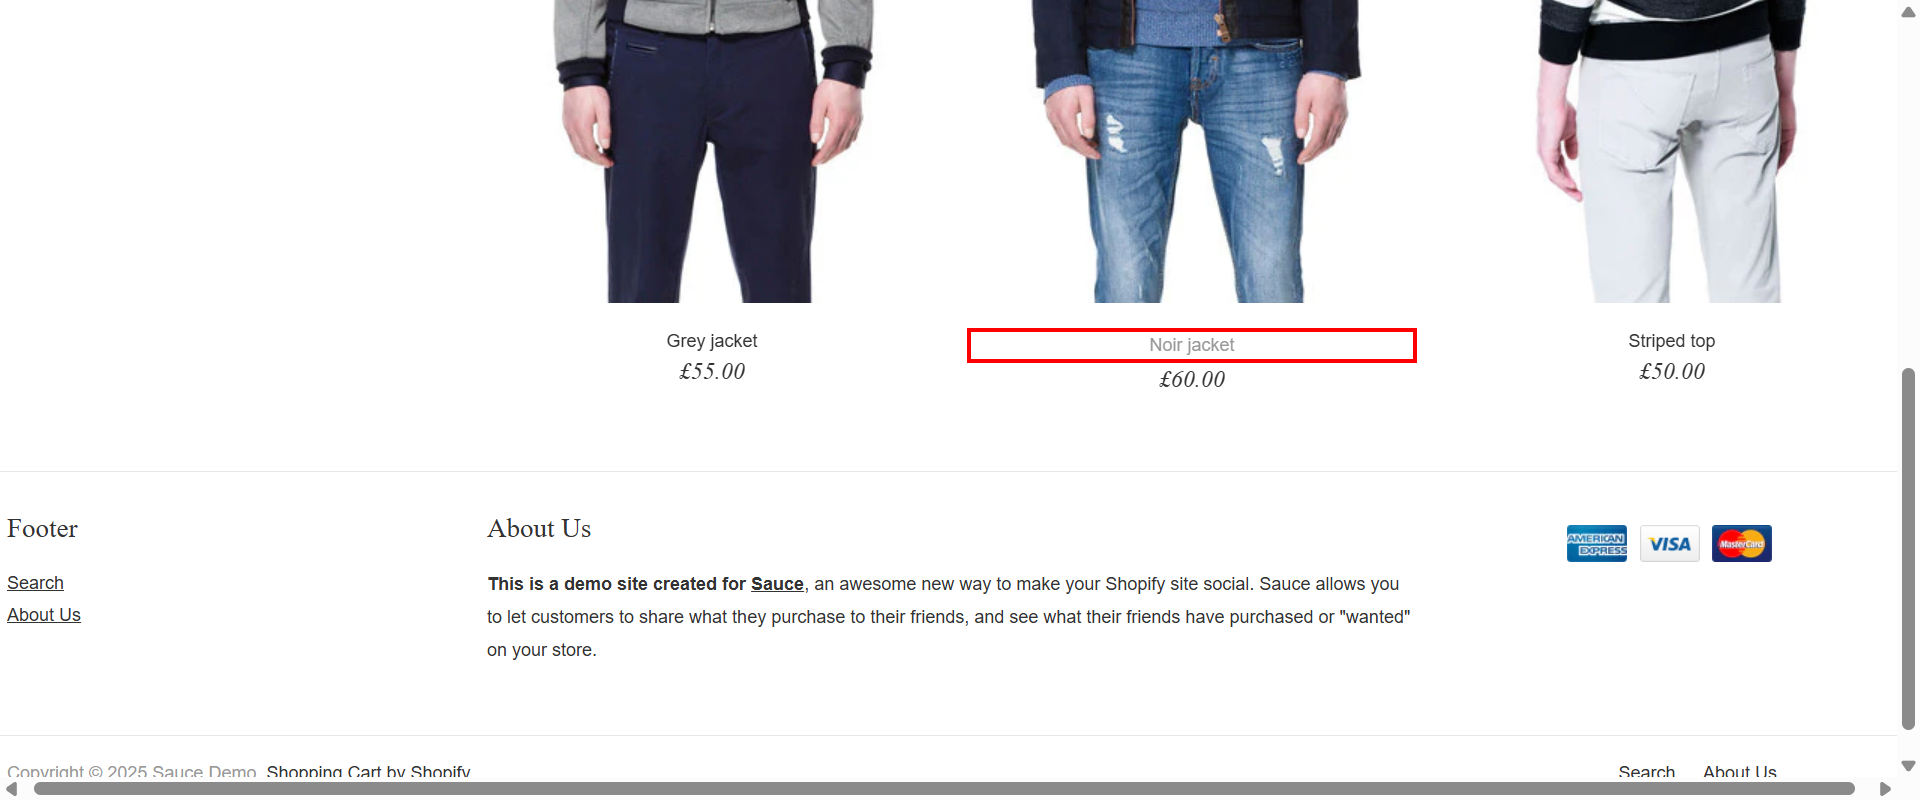 Grey jacket
£55.00
Noir jacket
£60.00
Striped top
£50.00
Footer
Search
About Us
About Us
This is a demo site created for Sauce, an awesome new way to make your Shopify site social. Sauce allows you
to let customers to share what they purchase to their friends, and see what their friends have purchased or "wanted"
on your store.
AMERICAN
EXPRESS
VISA
MasterCard
Copyright © 2025 Sauce Demo Shopping Cart by Shopify
Search About Us